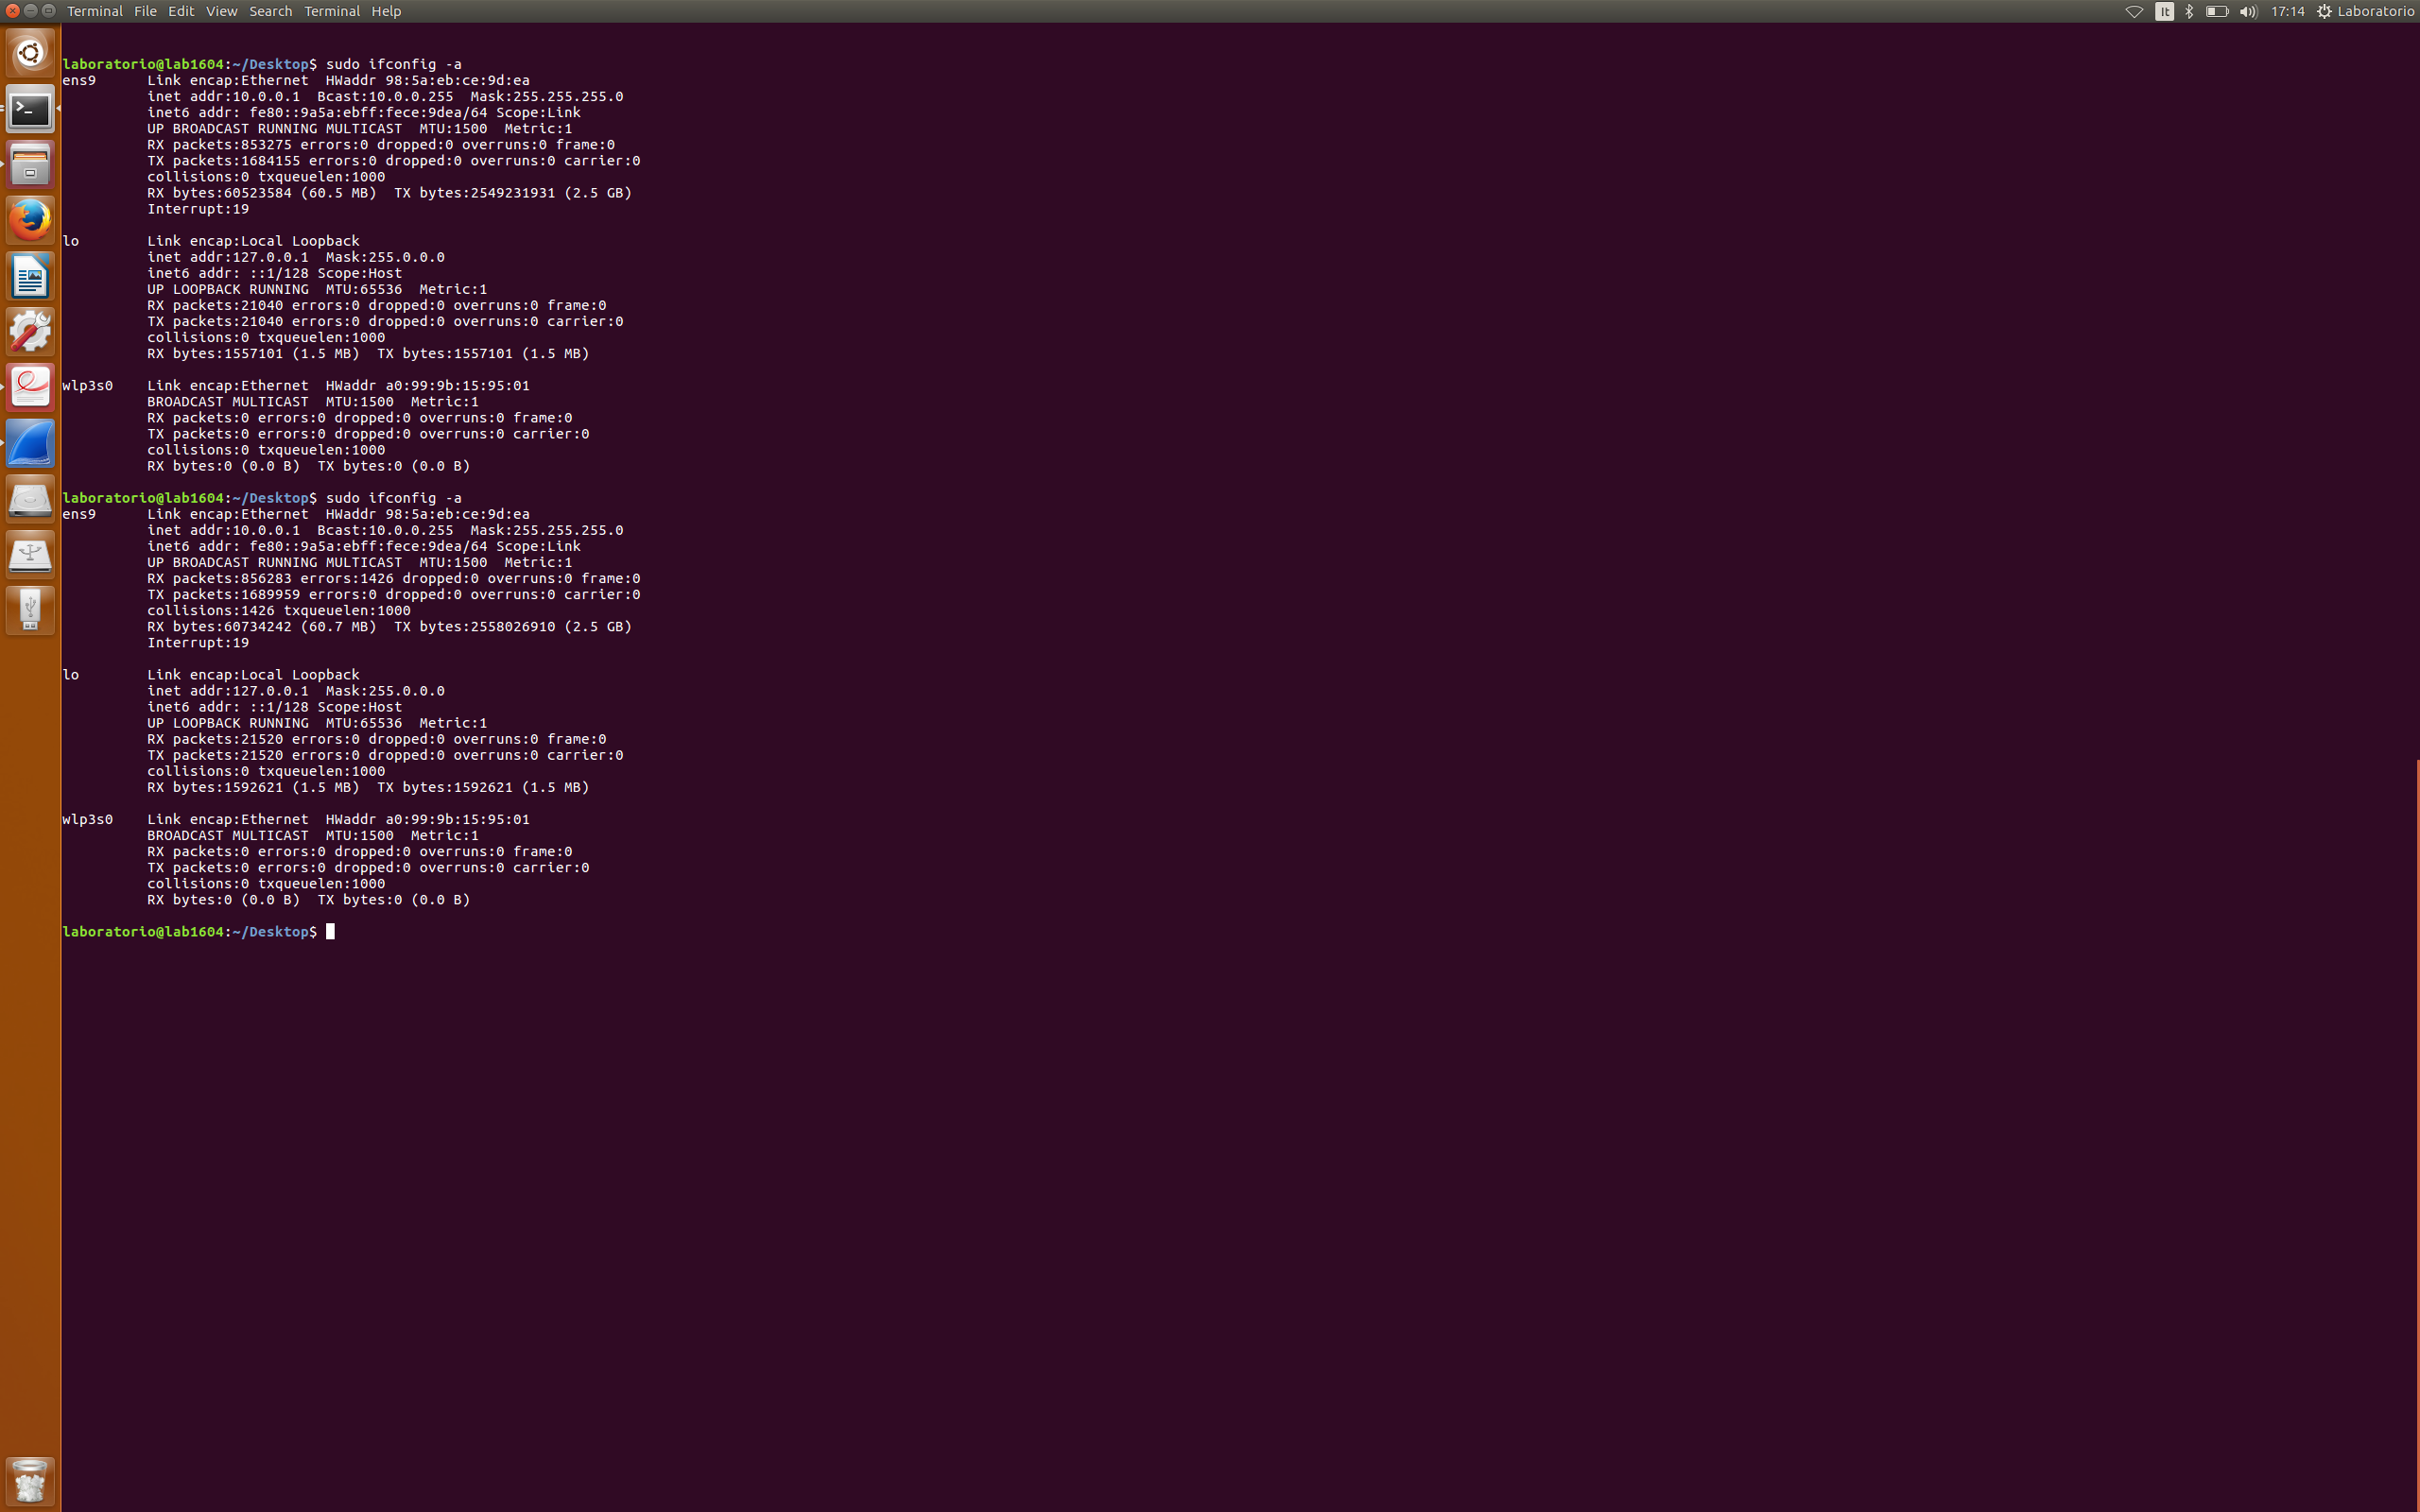 Terminal File Edit View Search Terminal Help
It 17:14 Laboratorio
laboratorio@lab1604:~/Desktop$ sudo ifconfig -a
ens9      Link encap:Ethernet  HWaddr 98:5a:eb:ce:9d:ea
          inet addr:10.0.0.1  Bcast:10.0.0.255  Mask:255.255.255.0
          inet6 addr: fe80::9a5a:ebff:fece:9dea/64 Scope:Link
          UP BROADCAST RUNNING MULTICAST  MTU:1500  Metric:1
          RX packets:853275 errors:0 dropped:0 overruns:0 frame:0
          TX packets:1684155 errors:0 dropped:0 overruns:0 carrier:0
          collisions:0 txqueuelen:1000
          RX bytes:60523584 (60.5 MB)  TX bytes:2549231931 (2.5 GB)
          Interrupt:19

lo        Link encap:Local Loopback
          inet addr:127.0.0.1  Mask:255.0.0.0
          inet6 addr: ::1/128 Scope:Host
          UP LOOPBACK RUNNING  MTU:65536  Metric:1
          RX packets:21040 errors:0 dropped:0 overruns:0 frame:0
          TX packets:21040 errors:0 dropped:0 overruns:0 carrier:0
          collisions:0 txqueuelen:1000
          RX bytes:1557101 (1.5 MB)  TX bytes:1557101 (1.5 MB)

wlp3s0    Link encap:Ethernet  HWaddr a0:99:9b:15:95:01
          BROADCAST MULTICAST  MTU:1500  Metric:1
          RX packets:0 errors:0 dropped:0 overruns:0 frame:0
          TX packets:0 errors:0 dropped:0 overruns:0 carrier:0
          collisions:0 txqueuelen:1000
          RX bytes:0 (0.0 B)  TX bytes:0 (0.0 B)

laboratorio@lab1604:~/Desktop$ sudo ifconfig -a
ens9      Link encap:Ethernet  HWaddr 98:5a:eb:ce:9d:ea
          inet addr:10.0.0.1  Bcast:10.0.0.255  Mask:255.255.255.0
          inet6 addr: fe80::9a5a:ebff:fece:9dea/64 Scope:Link
          UP BROADCAST RUNNING MULTICAST  MTU:1500  Metric:1
          RX packets:856283 errors:1426 dropped:0 overruns:0 frame:0
          TX packets:1689959 errors:0 dropped:0 overruns:0 carrier:0
          collisions:1426 txqueuelen:1000
          RX bytes:60734242 (60.7 MB)  TX bytes:2558026910 (2.5 GB)
          Interrupt:19

lo        Link encap:Local Loopback
          inet addr:127.0.0.1  Mask:255.0.0.0
          inet6 addr: ::1/128 Scope:Host
          UP LOOPBACK RUNNING  MTU:65536  Metric:1
          RX packets:21520 errors:0 dropped:0 overruns:0 frame:0
          TX packets:21520 errors:0 dropped:0 overruns:0 carrier:0
          collisions:0 txqueuelen:1000
          RX bytes:1592621 (1.5 MB)  TX bytes:1592621 (1.5 MB)

wlp3s0    Link encap:Ethernet  HWaddr a0:99:9b:15:95:01
          BROADCAST MULTICAST  MTU:1500  Metric:1
          RX packets:0 errors:0 dropped:0 overruns:0 frame:0
          TX packets:0 errors:0 dropped:0 overruns:0 carrier:0
          collisions:0 txqueuelen:1000
          RX bytes:0 (0.0 B)  TX bytes:0 (0.0 B)

laboratorio@lab1604:~/Desktop$